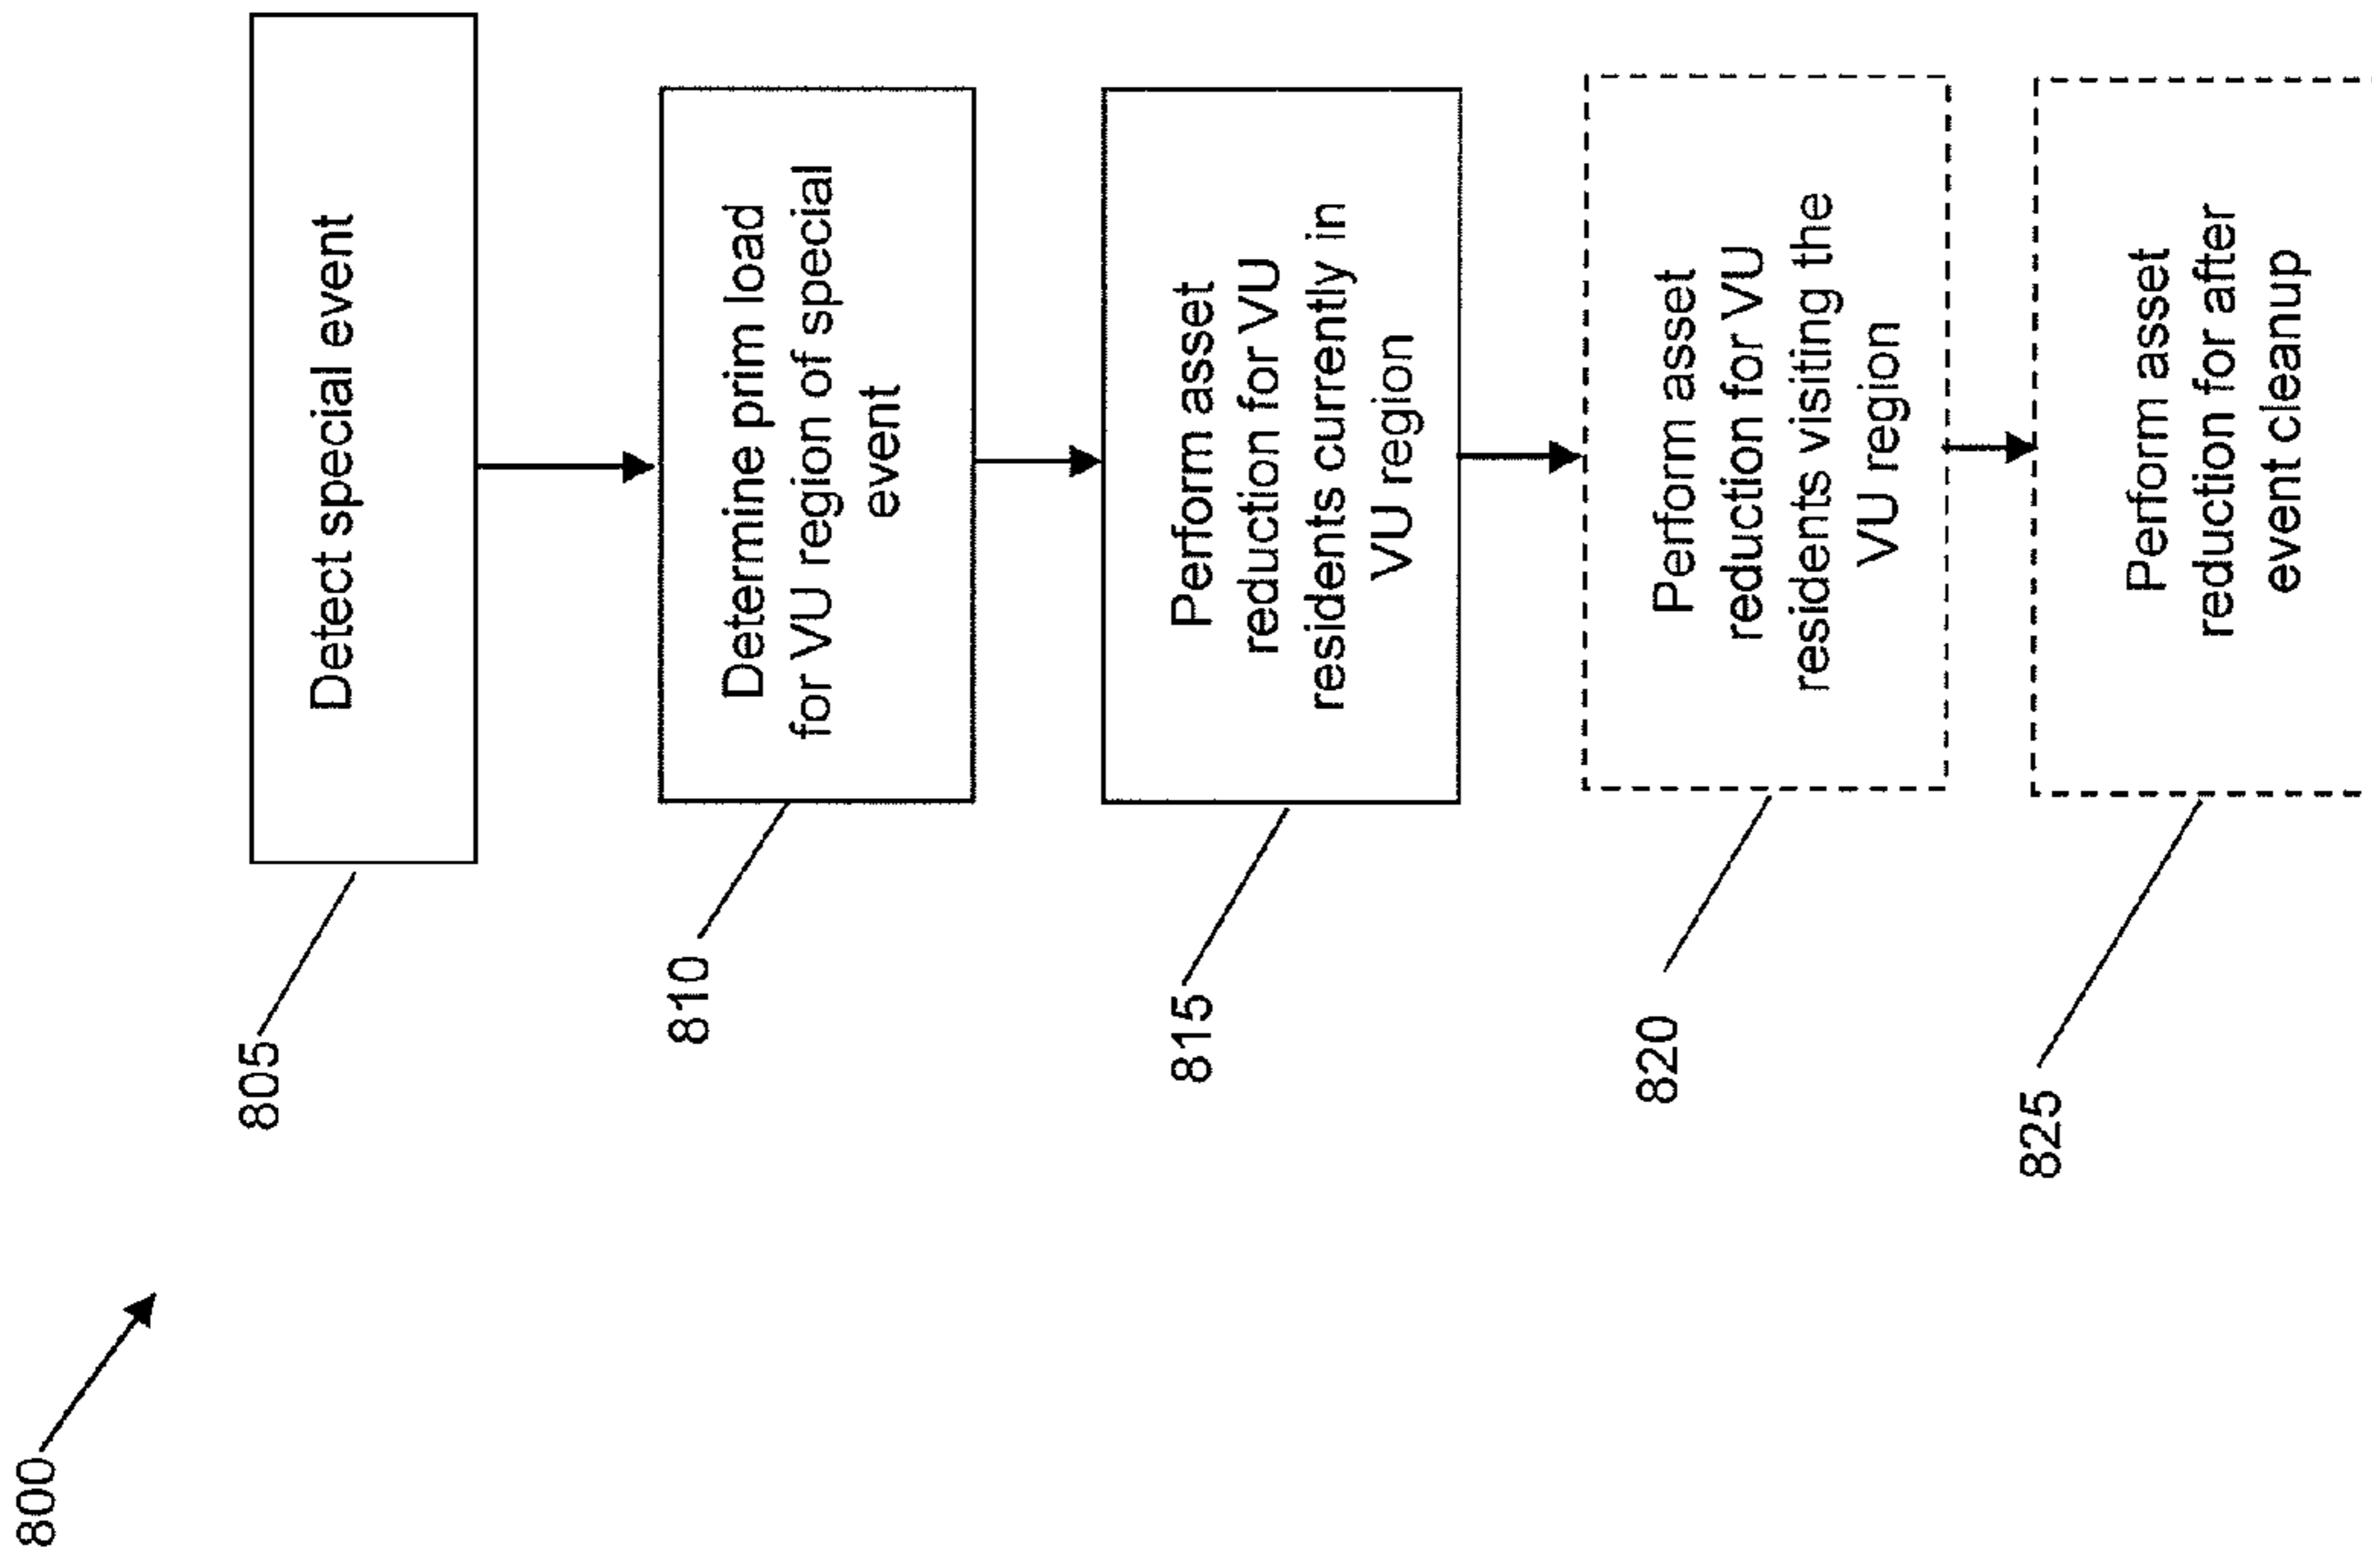 800
805
Detect special event
810
Determine prim load
for VU region of special
event
815
Perform asset
reduction for VU
residents currently in
VU region
820
Perform asset
reduction for VU
residents visiting the
VU region
825
Perform asset
reduction for after
event cleanup